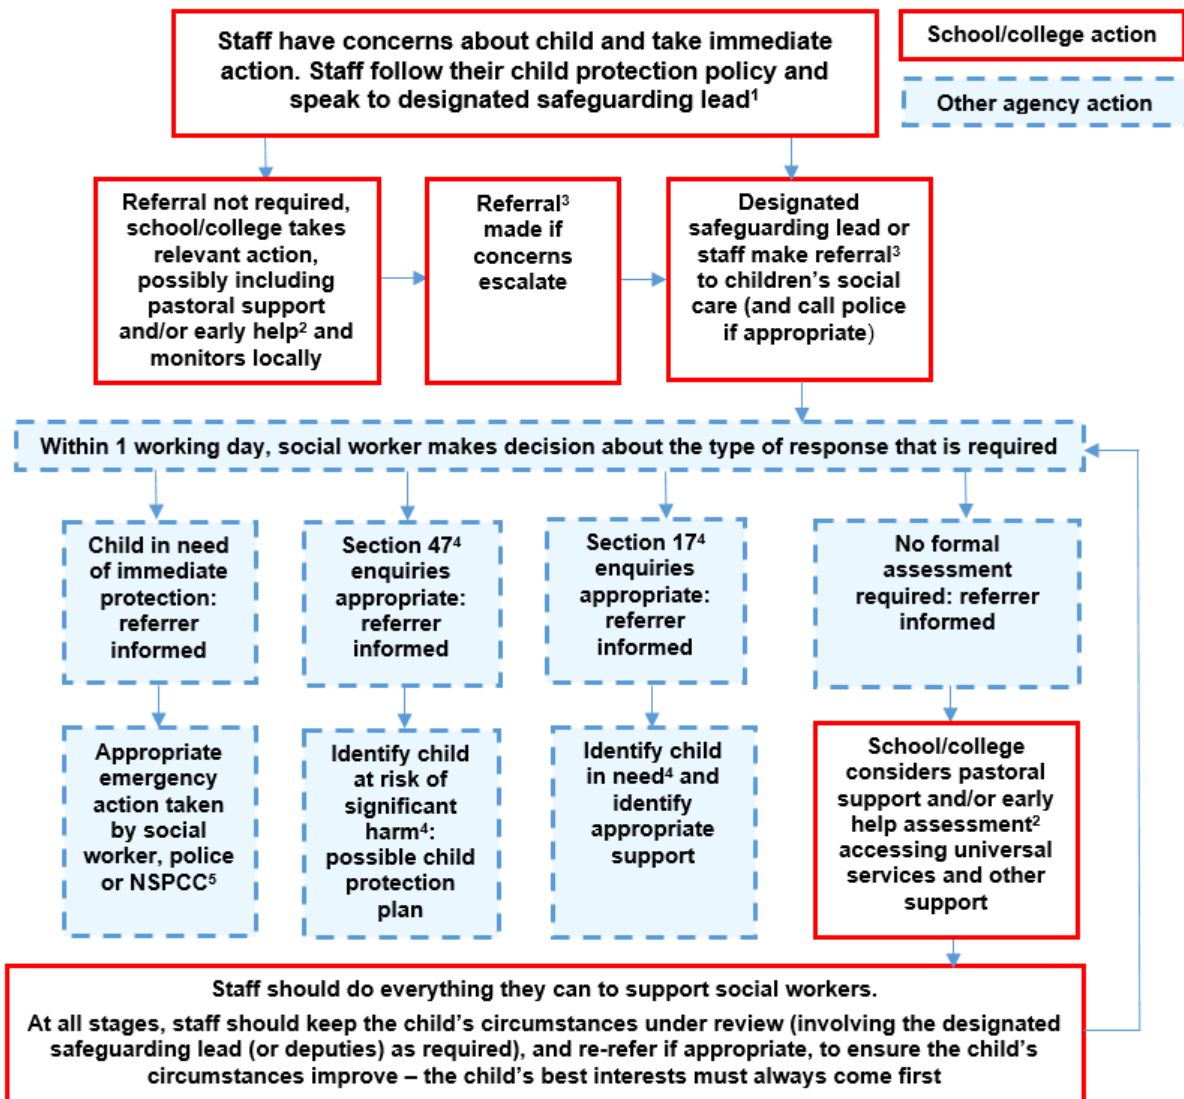 Staff have concerns about child and take immediate
action. Staff follow their child protection policy and
speak to designated safeguarding lead¹
School/college action
Other agency action
Referral not required,
school/college takes
relevant action,
possibly including
pastoral support
and/or early help² and
monitors locally
Referral³
made if
concerns
escalate
Designated
safeguarding lead or
staff make referral³
to children’s social
care (and call police
if appropriate)
Within 1 working day, social worker makes decision about the type of response that is required
Child in need
of immediate
protection:
referrer
informed
Section 47⁴
enquiries
appropriate:
referrer
informed
Section 17⁴
enquiries
appropriate:
referrer
informed
No formal
assessment
required: referrer
informed
Appropriate
emergency
action taken
by social
worker, police
or NSPCC⁵
Identify child
at risk of
significant
harm⁴:
possible child
protection
plan
Identify child
in need⁴ and
identify
appropriate
support
School/college
considers pastoral
support and/or early
help assessment²
accessing universal
services and other
support
Staff should do everything they can to support social workers.
At all stages, staff should keep the child’s circumstances under review (involving the designated
safeguarding lead (or deputies) as required), and re-refer if appropriate, to ensure the child’s
circumstances improve – the child’s best interests must always come first